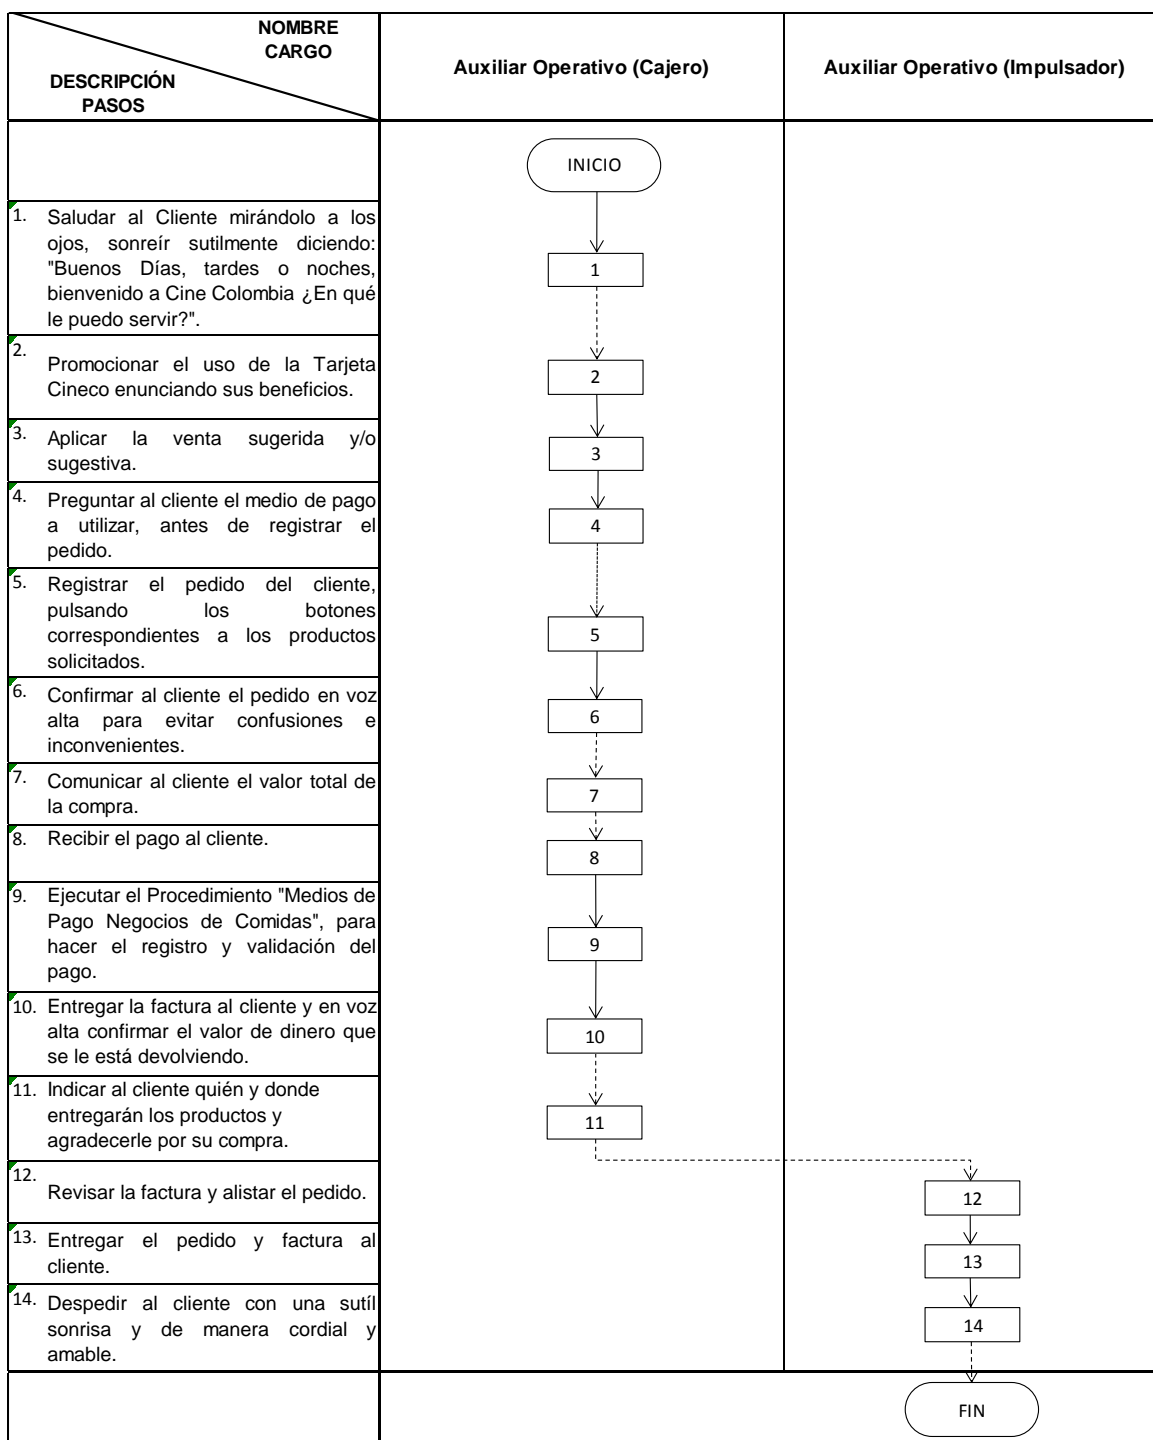 NOMBRE
CARGO
DESCRIPCIÓN
PASOS
Auxiliar Operativo (Cajero)
Auxiliar Operativo (Impulsador)
INICIO
1. Saludar al Cliente mirándolo a los
ojos, sonreír sutilmente diciendo:
"Buenos Días, tardes o noches,
bienvenido a Cine Colombia ¿En qué
le puedo servir?".
1
2. Promocionar el uso de la Tarjeta
Cineco enunciando sus beneficios.
2
3. Aplicar la venta sugerida y/o
sugestiva.
3
4. Preguntar al cliente el medio de pago
a utilizar, antes de registrar el
pedido.
4
5. Registrar el pedido del cliente,
pulsando los botones
correspondientes a los productos
solicitados.
5
6. Confirmar al cliente el pedido en voz
alta para evitar confusiones e
inconvenientes.
6
7. Comunicar al cliente el valor total de
la compra.
7
8. Recibir el pago al cliente.
8
9. Ejecutar el Procedimiento "Medios de
Pago Negocios de Comidas", para
hacer el registro y validación del
pago.
9
10. Entregar la factura al cliente y en voz
alta confirmar el valor de dinero que
se le está devolviendo.
10
11. Indicar al cliente quién y donde
entregarán los productos y
agradecerle por su compra.
11
12. Revisar la factura y alistar el pedido.
12
13. Entregar el pedido y factura al
cliente.
13
14. Despedir al cliente con una sutíl
sonrisa y de manera cordial y
amable.
14
FIN